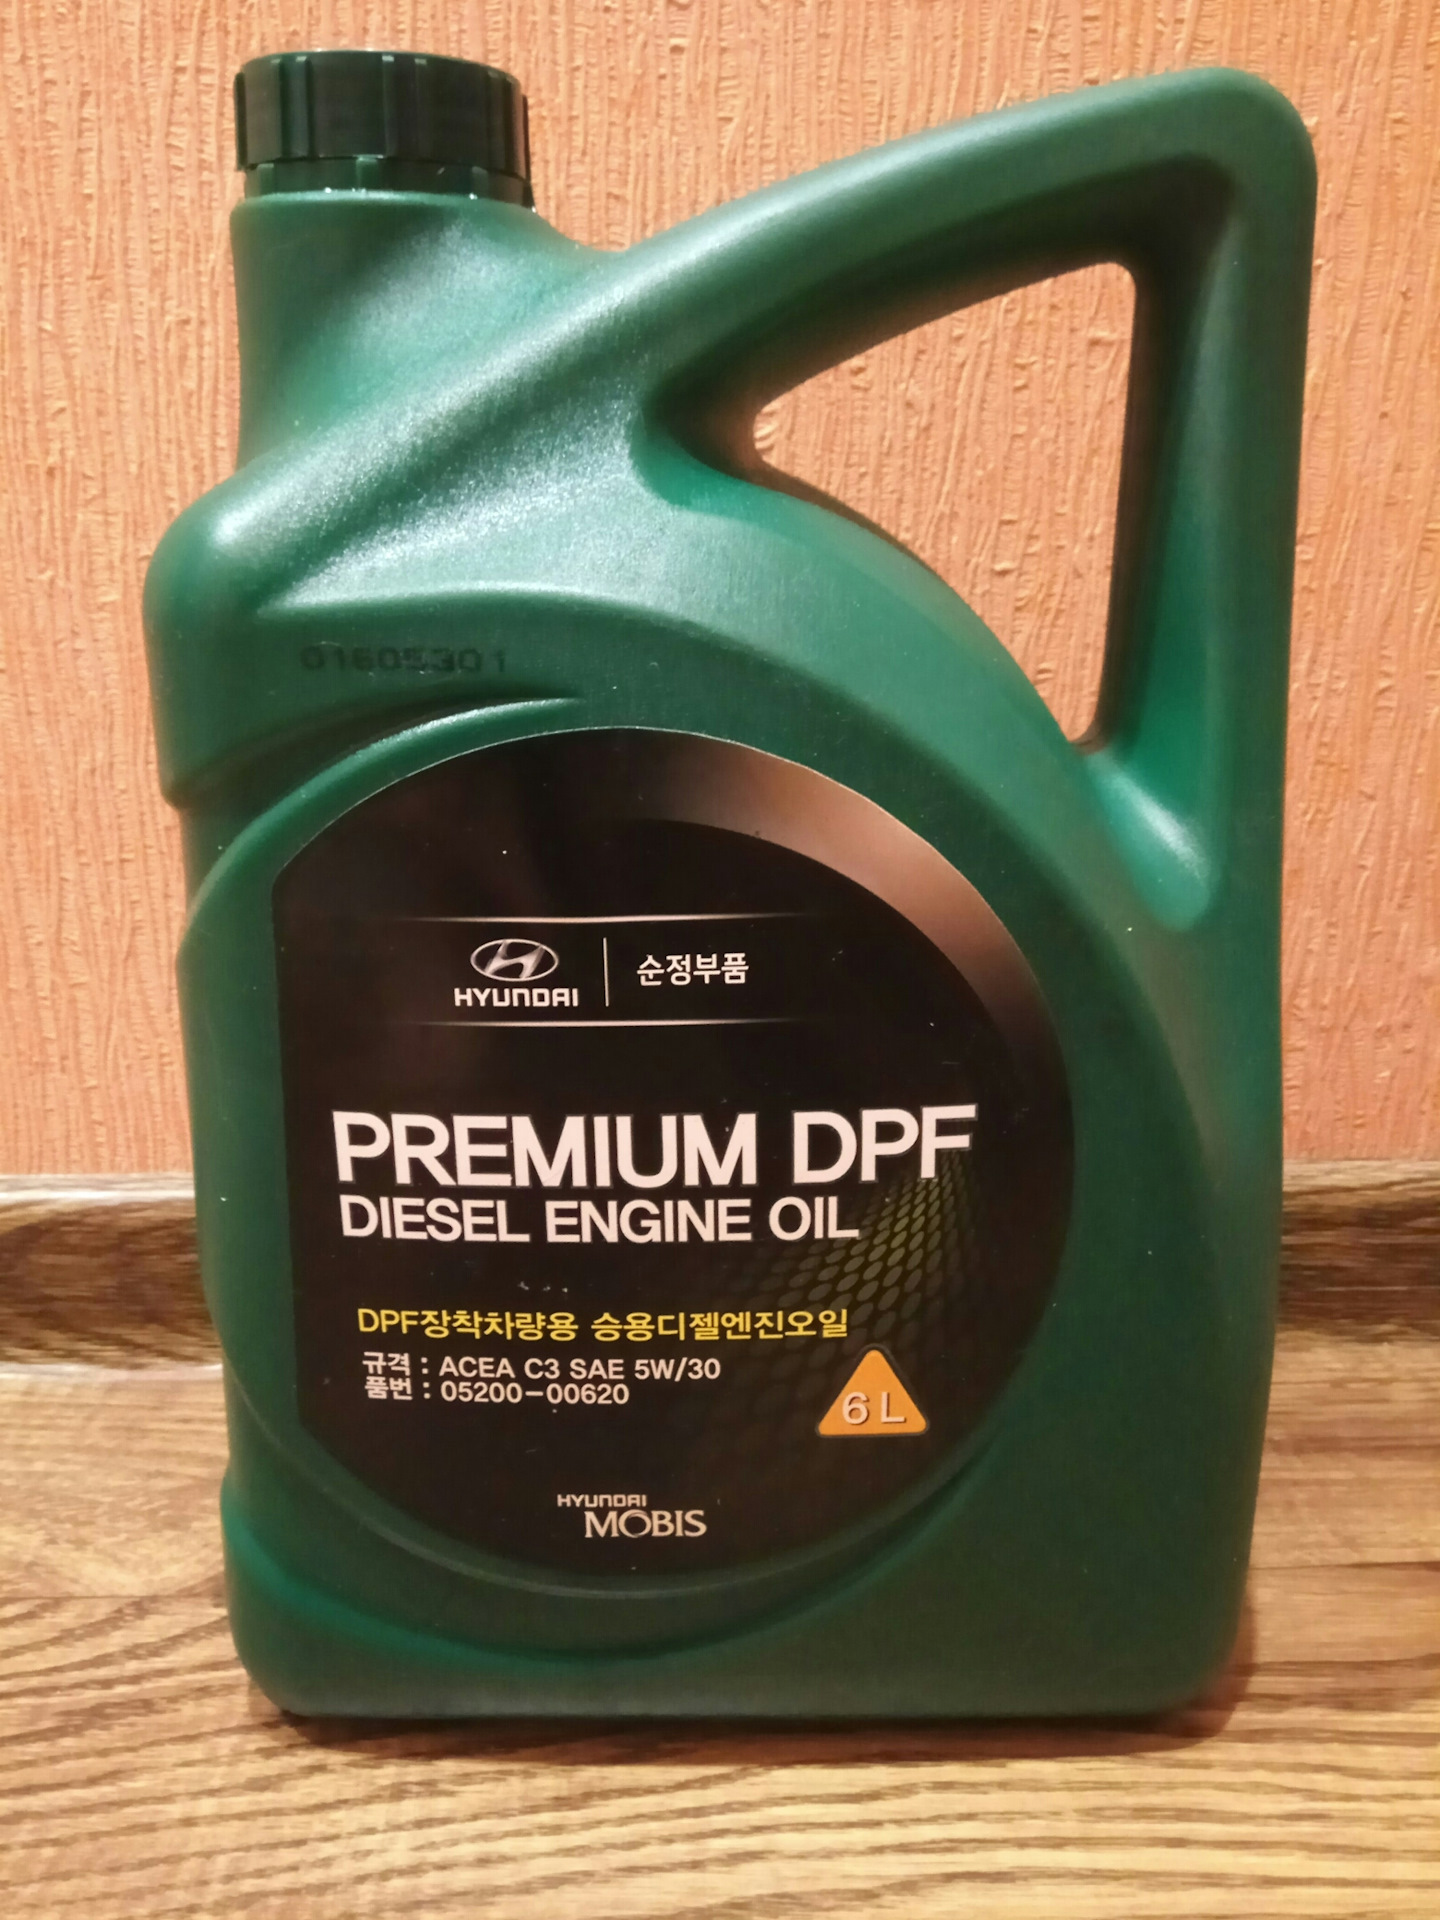 01605301
HYUNDAI 순정부품
PREMIUM DPF
DIESEL ENGINE OIL
DPF장착차량용 승용디젤엔진오일
규격 : ACEA C3 SAE 5W/30
품번 : 05200-00620
6 L
HYUNDAI
MOBIS